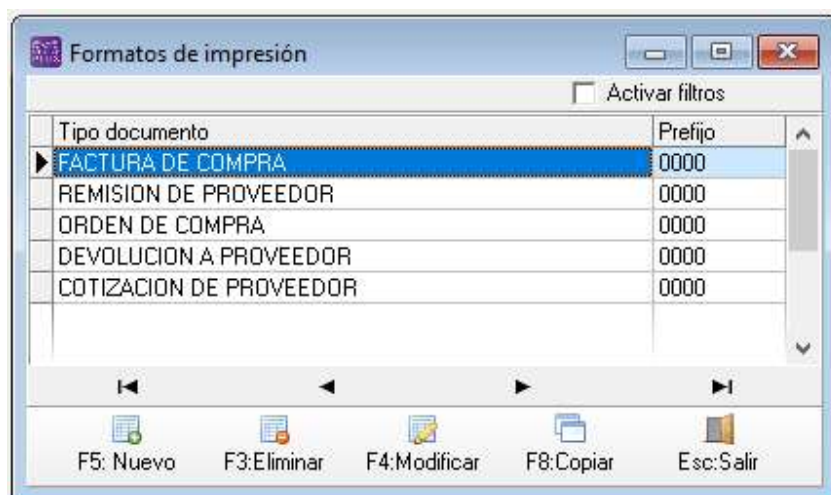 Formatos de impresión
Activar filtros
Tipo documento Prefijo
FACTURA DE COMPRA 0000
REMISION DE PROVEEDOR 0000
ORDEN DE COMPRA 0000
DEVOLUCION A PROVEEDOR 0000
COTIZACION DE PROVEEDOR 0000
F5: Nuevo F3:Eliminar F4:Modificar F8:Copiar Esc:Salir